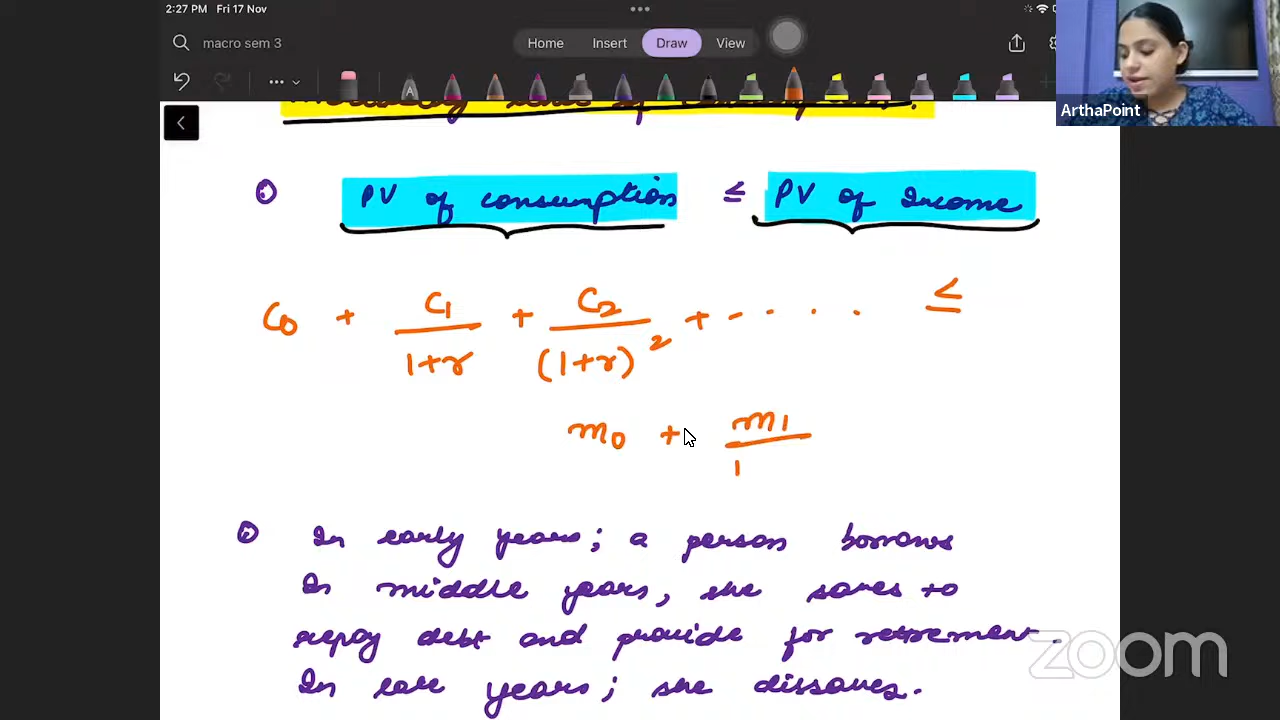 2:27 PM Fri 17 Nov
macro sem 3
Home Insert Draw View
ArthaPoint
of
PV of consumption ≤ PV of Income
C0 + C1/1+r + C2/(1+r)^2 + - . . . . ≤
m0 + m1/1
In early years; a person borrows
In middle years, she saves to
repay debt and provide for retirement.
In late years; she dissaves.
zoom